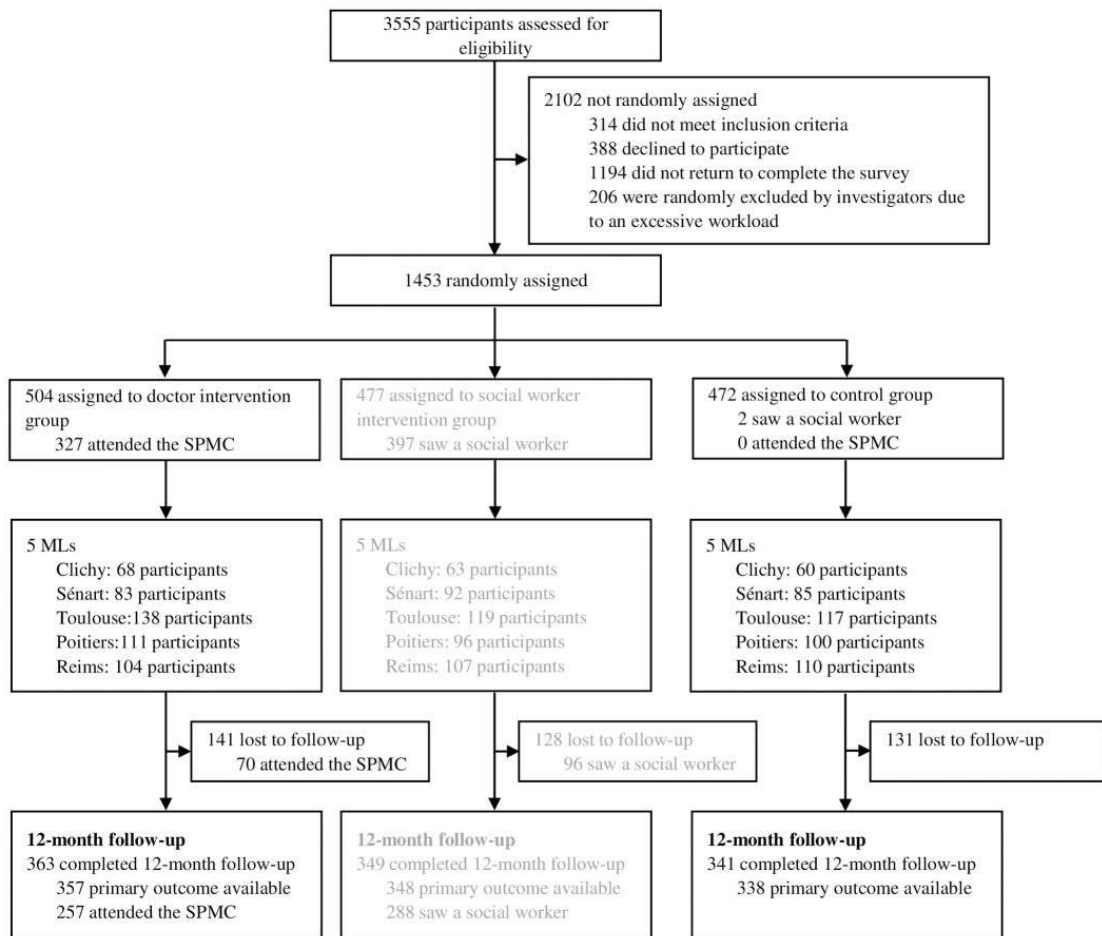 3555 participants assessed for
eligibility
2102 not randomly assigned
314 did not meet inclusion criteria
388 declined to participate
1194 did not return to complete the survey
206 were randomly excluded by investigators due
to an excessive workload
1453 randomly assigned
504 assigned to doctor intervention
group
327 attended the SPMC
477 assigned to social worker
intervention group
397 saw a social worker
472 assigned to control group
2 saw a social worker
0 attended the SPMC
5 MLs
Clichy: 68 participants
Sénart: 83 participants
Toulouse:138 participants
Poitiers:111 participants
Reims: 104 participants
5 MLs
Clichy: 63 participants
Sénart: 92 participants
Toulouse: 119 participants
Poitiers: 96 participants
Reims: 107 participants
5 MLs
Clichy: 60 participants
Sénart: 85 participants
Toulouse: 117 participants
Poitiers: 100 participants
Reims: 110 participants
141 lost to follow-up
70 attended the SPMC
128 lost to follow-up
96 saw a social worker
131 lost to follow-up
12-month follow-up
363 completed 12-month follow-up
357 primary outcome available
257 attended the SPMC
12-month follow-up
349 completed 12-month follow-up
348 primary outcome available
288 saw a social worker
12-month follow-up
341 completed 12-month follow-up
338 primary outcome available